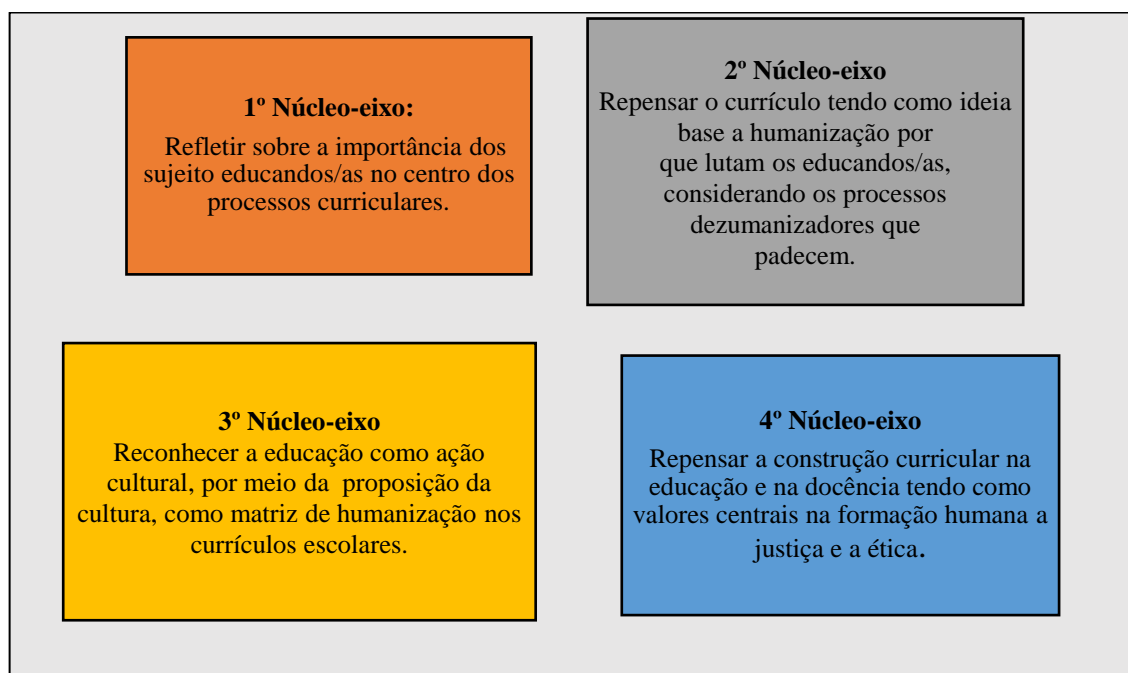 1º Núcleo-eixo:
Refletir sobre a importância dos
sujeito educandos/as no centro dos
processos curriculares.
2º Núcleo-eixo
Repensar o currículo tendo como ideia
base a humanização por
que lutam os educandos/as,
considerando os processos
dezumanizadores que
padecem.
3º Núcleo-eixo
Reconhecer a educação como ação
cultural, por meio da proposição da
cultura, como matriz de humanização nos
currículos escolares.
4º Núcleo-eixo
Repensar a construção curricular na
educação e na docência tendo como
valores centrais na formação humana a
justiça e a ética.